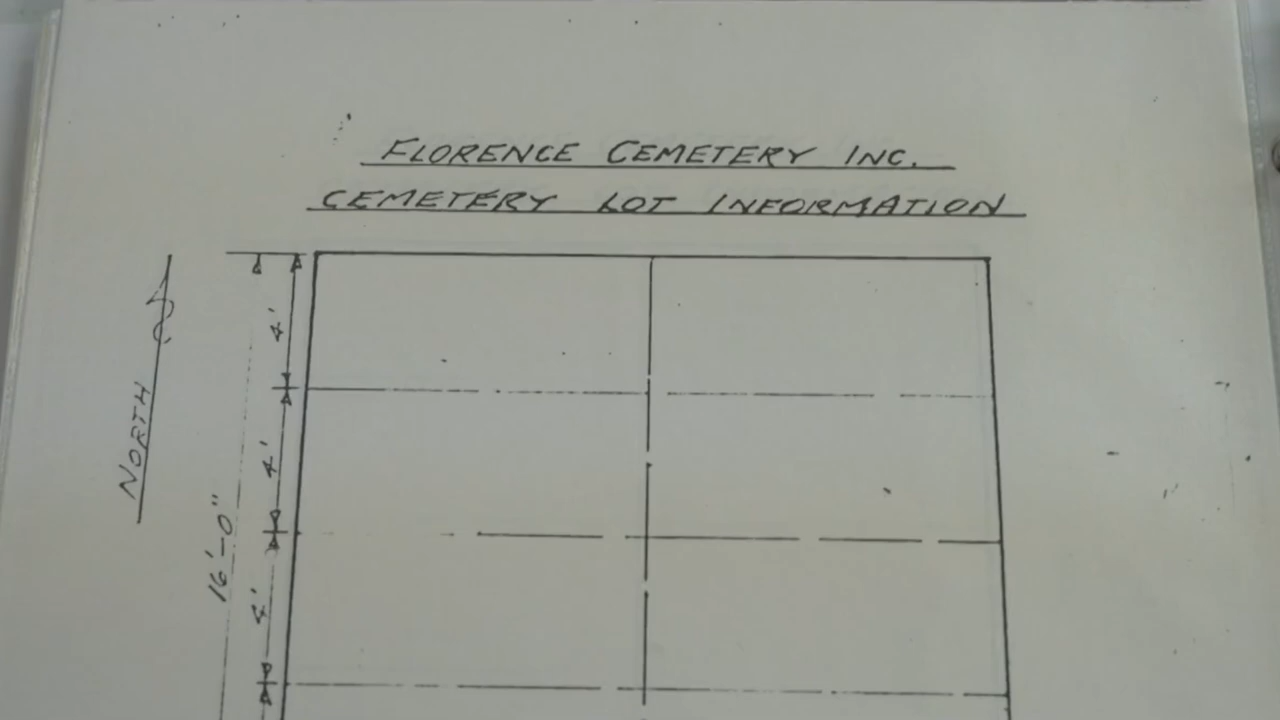 FLORENCE CEMETERY INC.
CEMETERY LOT INFORMATION
NORTH
16'-0"
4'
4'
4'